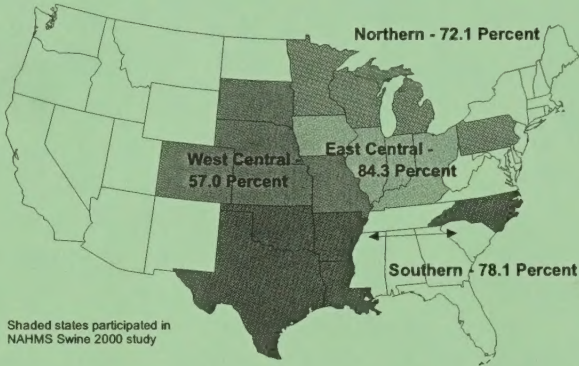 Northern - 72.1 Percent
West Central -
57.0 Percent
East Central -
84.3 Percent
Southern - 78.1 Percent
Shaded states participated in
NAHMS Swine 2000 study